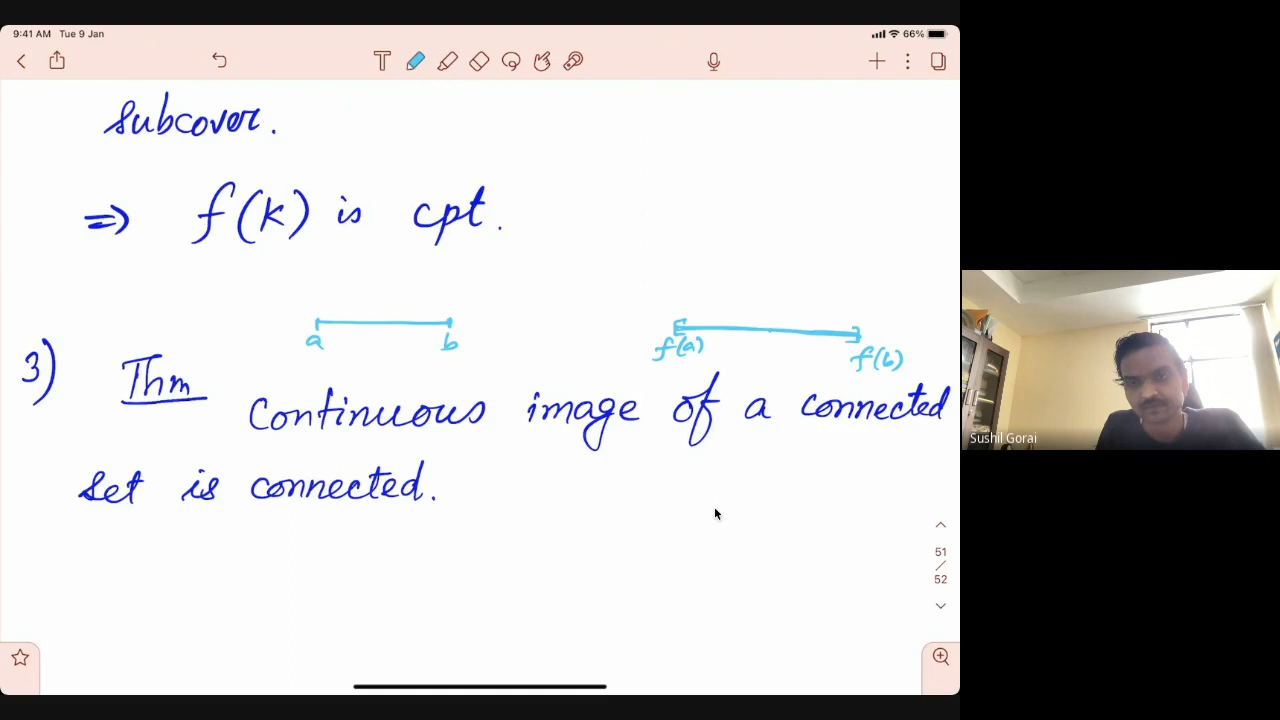 9:41 AM Tue 9 Jan
66%
subcover.
⇒ f(k) is cpt.
a b
f(a) f(b)
3) Thm Continuous image of a connected
set is connected.
Sushil Gorai
51
/
52